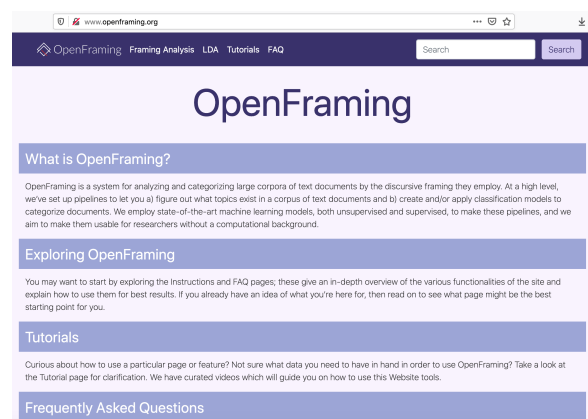 www.openframing.org
OpenFraming Framing Analysis LDA Tutorials FAQ Search Search
OpenFraming
What is OpenFraming?
OpenFraming is a system for analyzing and categorizing large corpora of text documents by the discursive framing they employ. At a high level,
we've set up pipelines to let you a) figure out what topics exist in a corpus of text documents and b) create and/or apply classification models to
categorize documents. We employ state-of-the-art machine learning models, both unsupervised and supervised, to make these pipelines, and we
aim to make them usable for researchers without a computational background.
Exploring OpenFraming
You may want to start by exploring the Instructions and FAQ pages; these give an in-depth overview of the various functionalities of the site and
explain how to use them for best results. If you already have an idea of what you're here for, then read on to see what page might be the best
starting point for you.
Tutorials
Curious about how to use a particular page or feature? Not sure what data you need to have in hand in order to use OpenFraming? Take a look at
the Tutorial page for clarification. We have curated videos which will guide you on how to use this Website tools.
Frequently Asked Questions